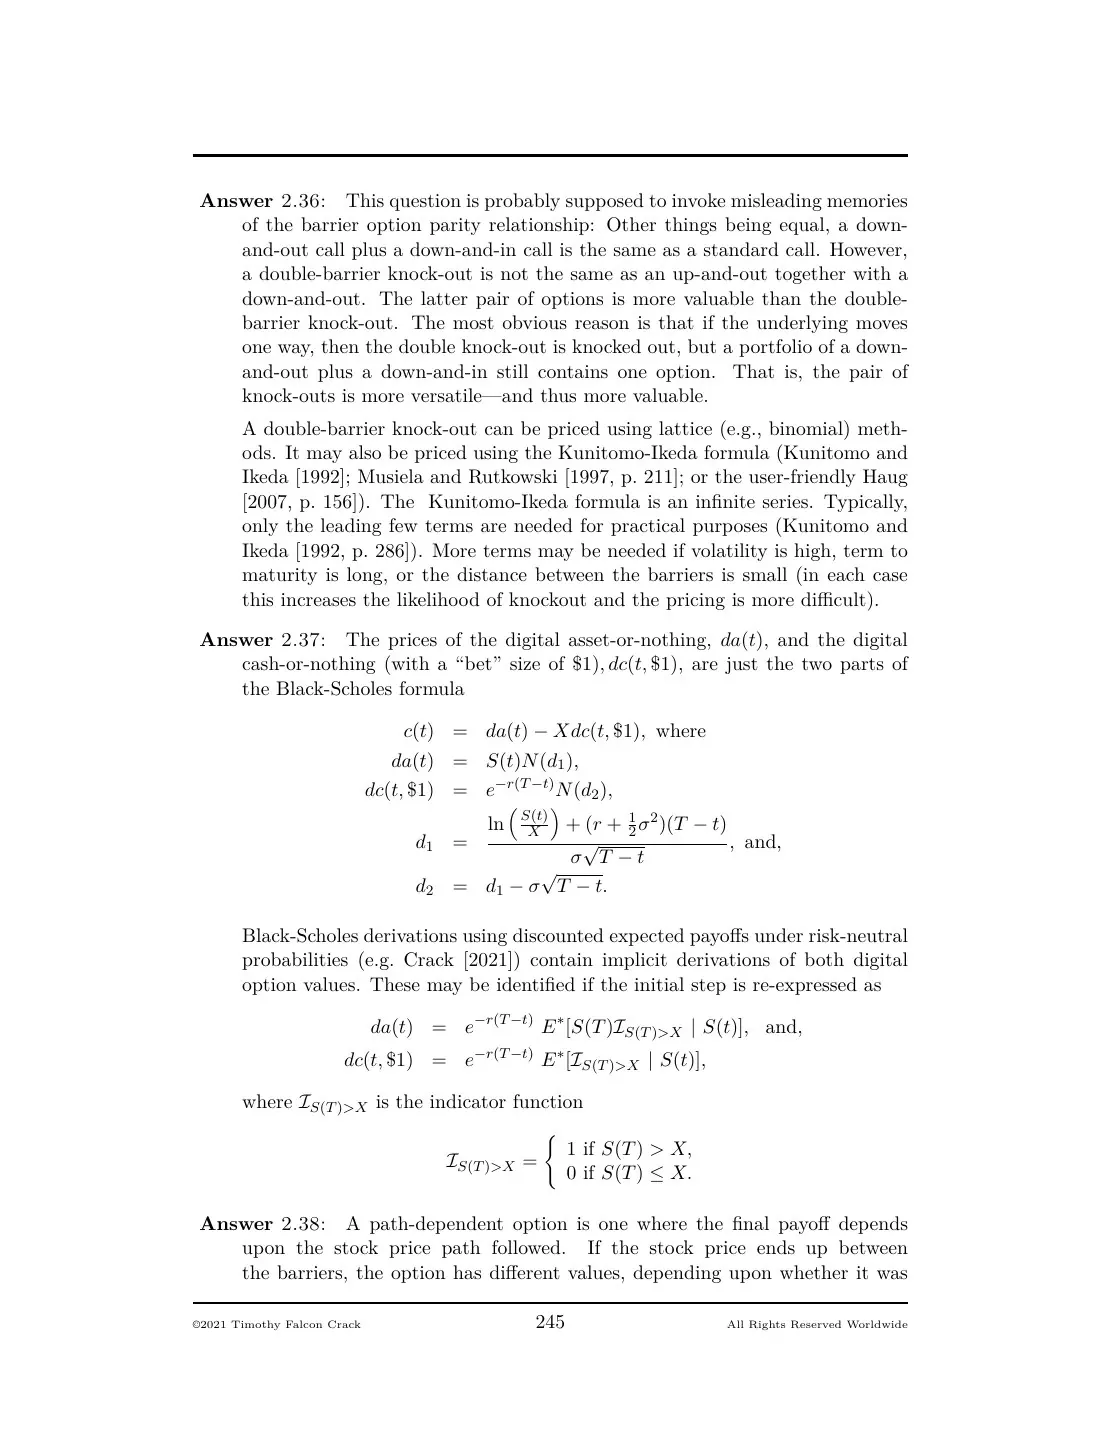 Answer 2.36: This question is probably supposed to invoke misleading memories
of the barrier option parity relationship: Other things being equal, a down-
and-out call plus a down-and-in call is the same as a standard call. However,
a double-barrier knock-out is not the same as an up-and-out together with a
down-and-out. The latter pair of options is more valuable than the double-
barrier knock-out. The most obvious reason is that if the underlying moves
one way, then the double knock-out is knocked out, but a portfolio of a down-
and-out plus a down-and-in still contains one option. That is, the pair of
knock-outs is more versatile—and thus more valuable.
A double-barrier knock-out can be priced using lattice (e.g., binomial) meth-
ods. It may also be priced using the Kunitomo-Ikeda formula (Kunitomo and
Ikeda [1992]; Musiela and Rutkowski [1997, p. 211]; or the user-friendly Haug
[2007, p. 156]). The Kunitomo-Ikeda formula is an infinite series. Typically,
only the leading few terms are needed for practical purposes (Kunitomo and
Ikeda [1992, p. 286]). More terms may be needed if volatility is high, term to
maturity is long, or the distance between the barriers is small (in each case
this increases the likelihood of knockout and the pricing is more difficult).
Answer 2.37: The prices of the digital asset-or-nothing, da(t), and the digital
cash-or-nothing (with a “bet” size of $1), dc(t, $1), are just the two parts of
the Black-Scholes formula
c(t) = da(t) − Xdc(t, $1), where
da(t) = S(t)N(d₁),
dc(t, $1) = e^{−r(T−t)}N(d₂),
d₁ = (ln(S(t)/X) + (r + ½σ²)(T − t)) / (σ√(T − t)), and,
d₂ = d₁ − σ√(T − t).
Black-Scholes derivations using discounted expected payoffs under risk-neutral
probabilities (e.g. Crack [2021]) contain implicit derivations of both digital
option values. These may be identified if the initial step is re-expressed as
da(t) = e^{−r(T−t)} E*[S(T)I_{S(T)>X} | S(t)], and,
dc(t, $1) = e^{−r(T−t)} E*[I_{S(T)>X} | S(t)],
where I_{S(T)>X} is the indicator function
I_{S(T)>X} = { 1 if S(T) > X,
0 if S(T) ≤ X.
Answer 2.38: A path-dependent option is one where the final payoff depends
upon the stock price path followed. If the stock price ends up between
the barriers, the option has different values, depending upon whether it was
©2021 Timothy Falcon Crack 245 All Rights Reserved Worldwide